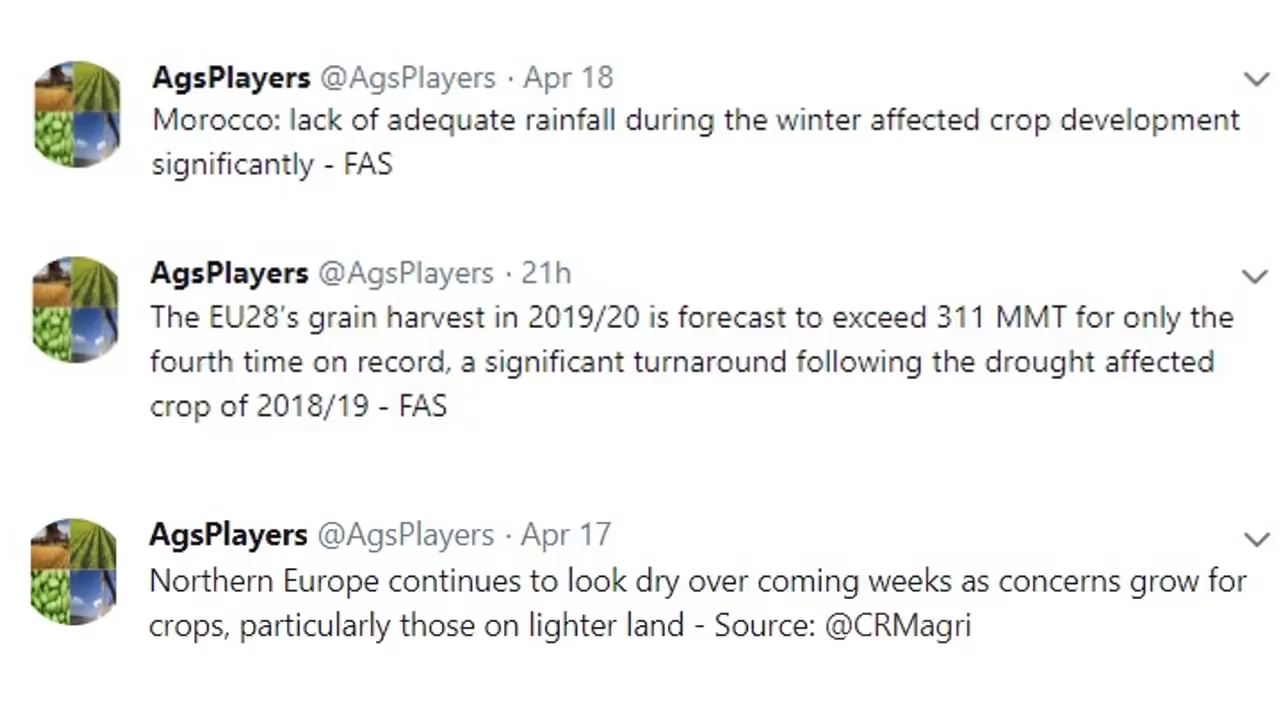 AgsPlayers @AgsPlayers · Apr 18
Morocco: lack of adequate rainfall during the winter affected crop development
significantly - FAS
AgsPlayers @AgsPlayers · 21h
The EU28's grain harvest in 2019/20 is forecast to exceed 311 MMT for only the
fourth time on record, a significant turnaround following the drought affected
crop of 2018/19 - FAS
AgsPlayers @AgsPlayers · Apr 17
Northern Europe continues to look dry over coming weeks as concerns grow for
crops, particularly those on lighter land - Source: @CRMagri